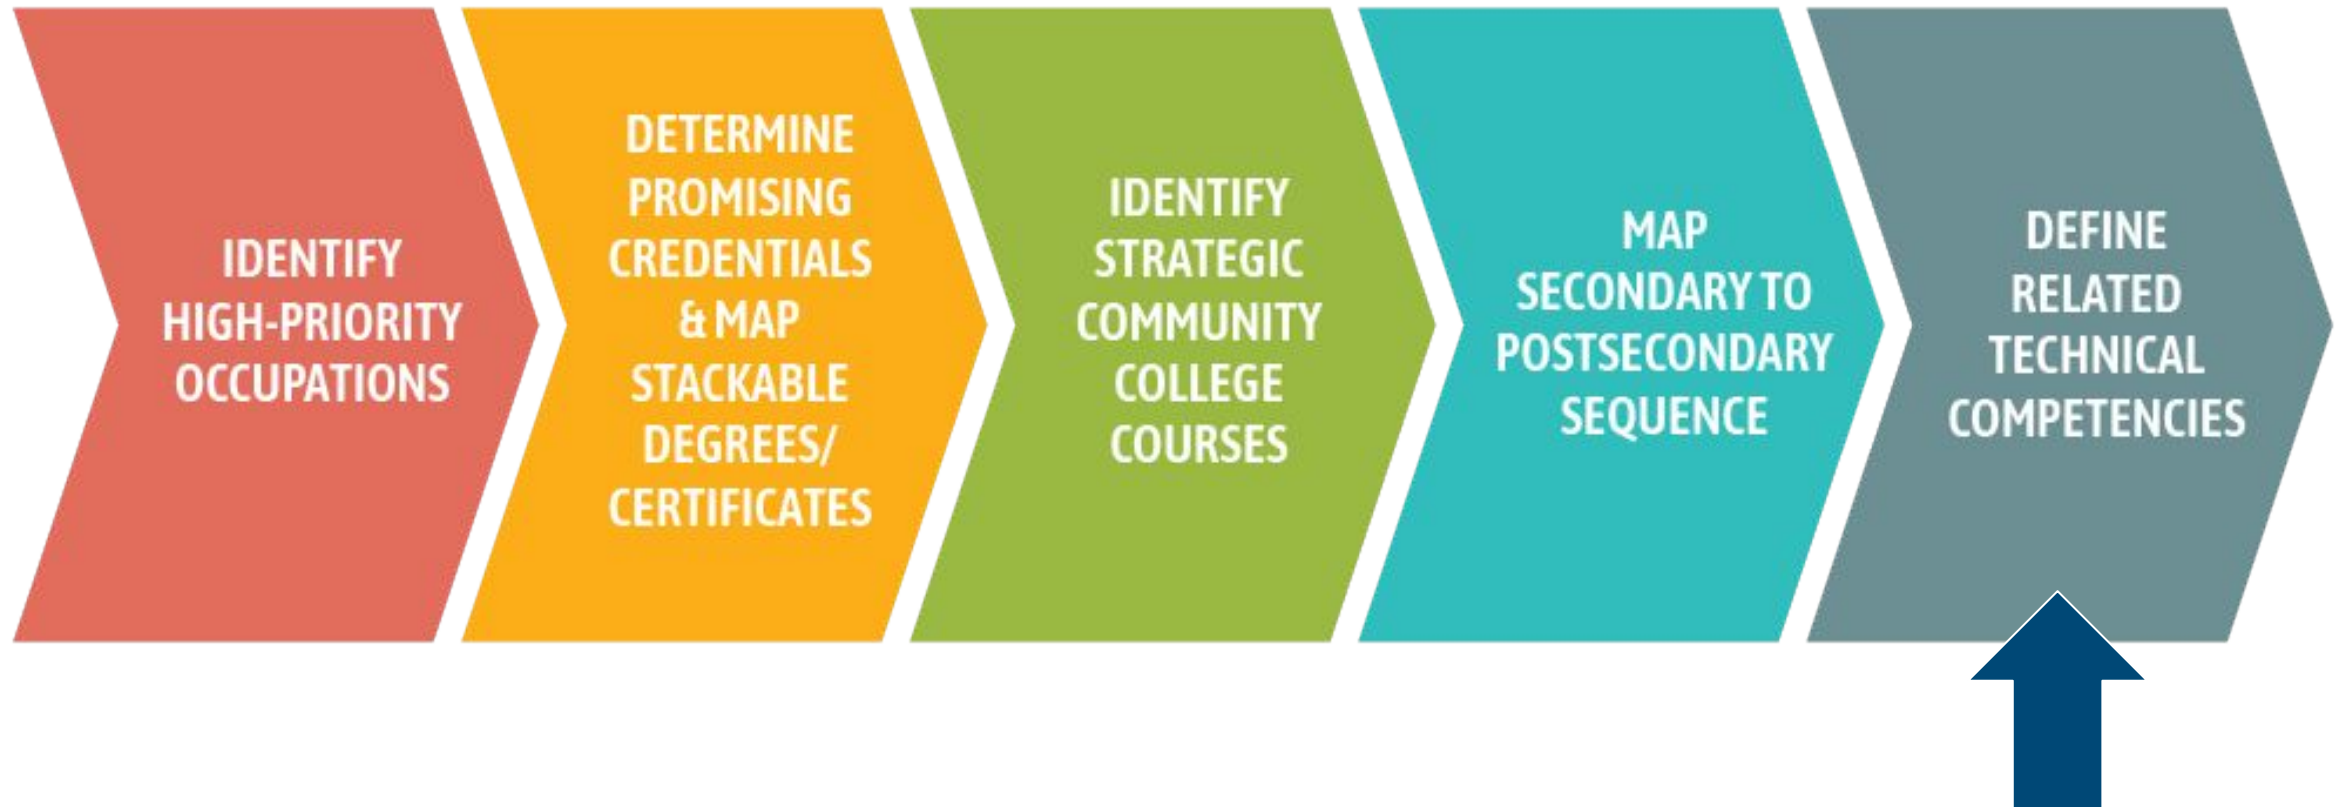 IDENTIFY
HIGH-PRIORITY
OCCUPATIONS
DETERMINE
PROMISING
CREDENTIALS
& MAP
STACKABLE
DEGREES/
CERTIFICATES
IDENTIFY
STRATEGIC
COMMUNITY
COLLEGE
COURSES
MAP
SECONDARY TO
POSTSECONDARY
SEQUENCE
DEFINE
RELATED
TECHNICAL
COMPETENCIES